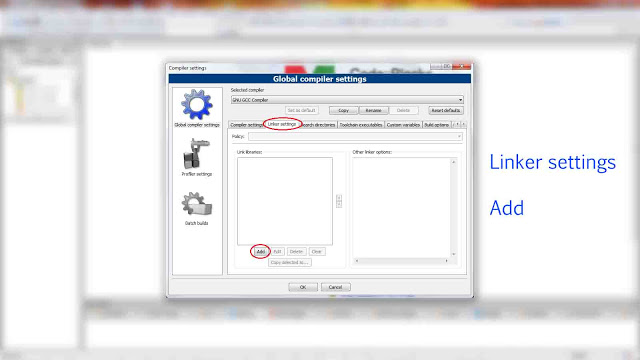 Compiler settings
Global compiler settings
Selected compiler
GNU GCC Compiler
Set as default
Copy
Rename
Delete
Reset defaults
Global compiler settings
Profiler settings
Batch builds
Compiler settings
Linker settings
Search directories
Toolchain executables
Custom variables
Build options
Policy:
Link libraries:
Other linker options:
Add
Edit
Delete
Clear
Copy selected to...
OK
Cancel
Linker settings
Add